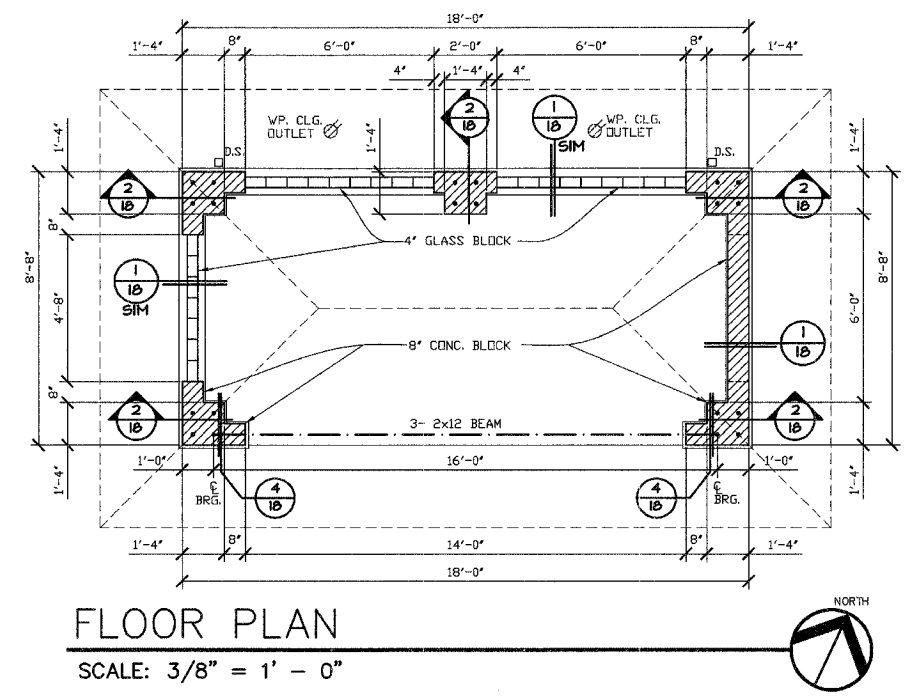 18'-0"
1'-4" 8" 6'-0" 2'-0" 6'-0" 8" 1'-4"
4" 1'-4" 4"
2
18
1
18
SIM
WP. CLG.
OUTLET
WP. CLG.
OUTLET
1'-4"
1'-4"
1'-4"
D.S.
D.S.
2
18
2
18
8"
4" GLASS BLOCK
8'-8"
4'-8"
6'-0"
8'-8"
1
18
SIM
8" CONC. BLOCK
1
18
8"
2
18
2
18
3- 2x12 BEAM
1'-4"
1'-0" 16'-0" 1'-0"
1'-4"
℄
BRG.
4
18
4
18
℄
BRG.
1'-4" 8" 14'-0" 8" 1'-4"
18'-0"
FLOOR PLAN
SCALE: 3/8" = 1' - 0"
NORTH